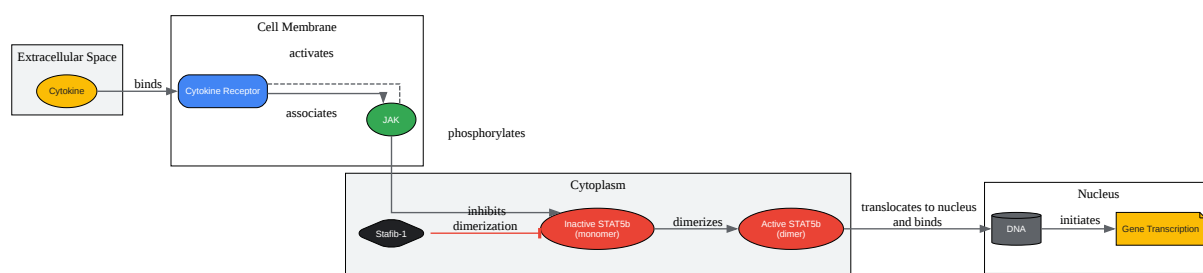 Cell Membrane
Extracellular Space
activates
Cytokine
binds
Cytokine Receptor
associates
JAK
phosphorylates
Cytoplasm
Nucleus
Stafib-1
inhibits
dimerization
Inactive STAT5b
(monomer)
dimerizes
Active STAT5b
(dimer)
translocates to nucleus
and binds
DNA
initiates
Gene Transcription